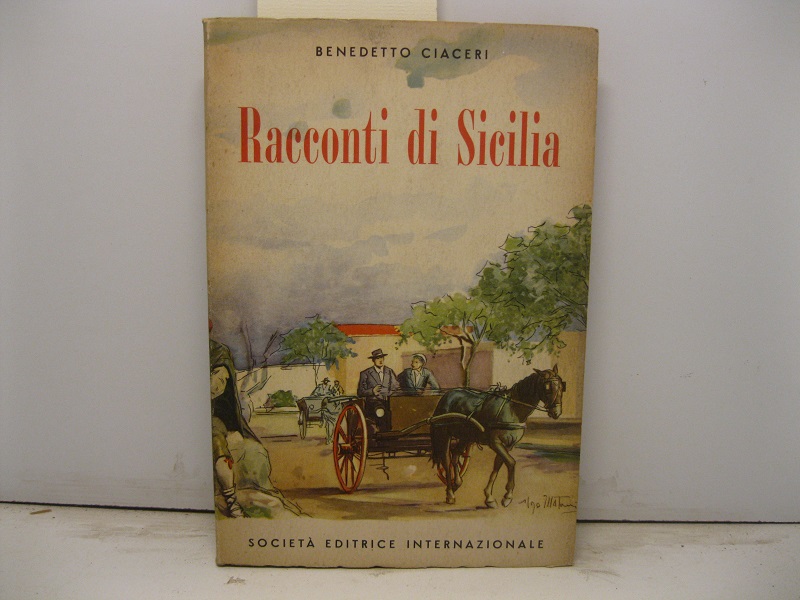 BENEDETTO CIACERI
Racconti di Sicilia
SOCIETÀ EDITRICE INTERNAZIONALE